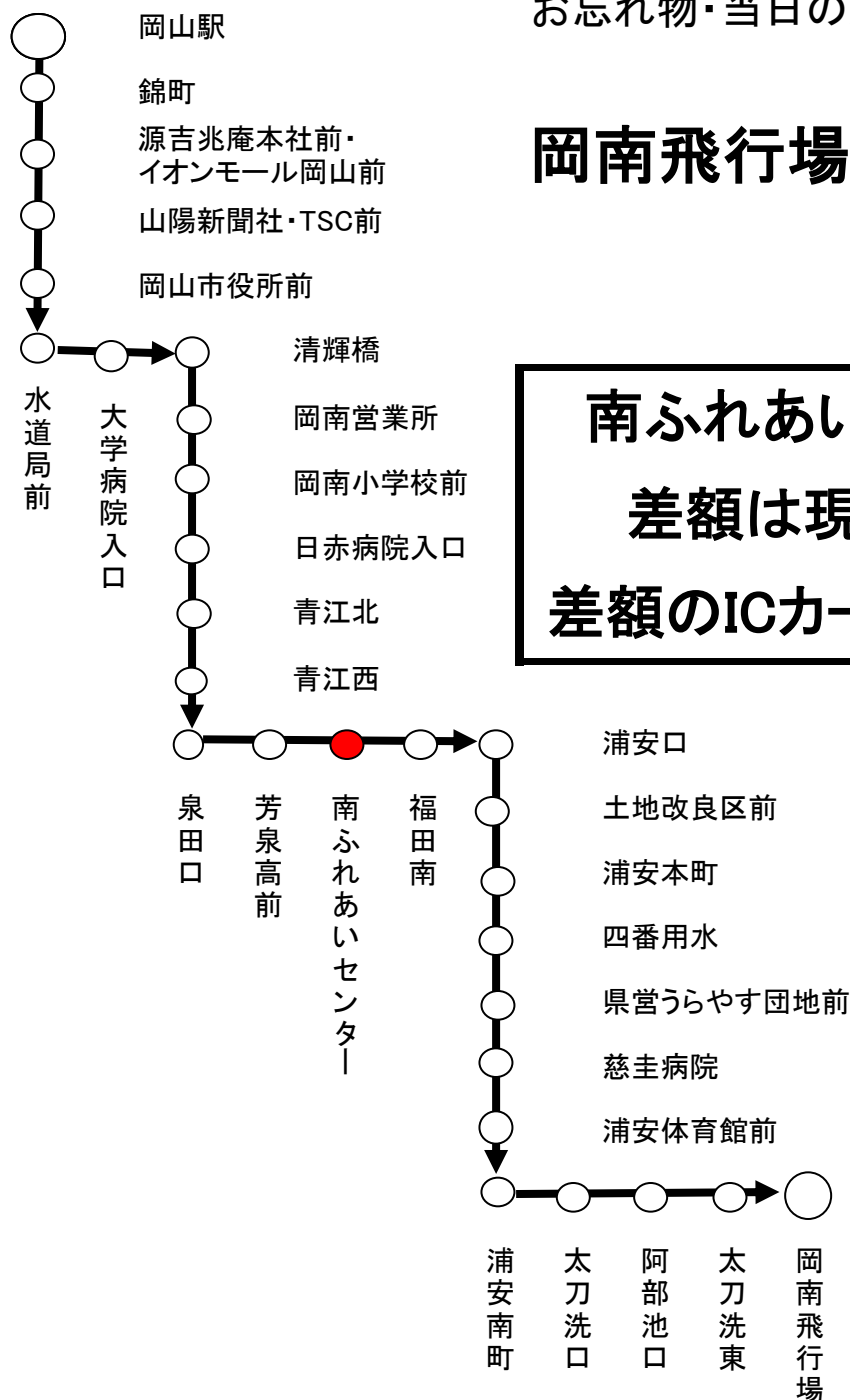 岡山駅
お忘れ物・当日の
錦町
源吉兆庵本社前・
イオンモール岡山前
岡南飛行場
山陽新聞社・TSC前
岡山市役所前
水道局前
大学病院入口
清輝橋
岡南営業所
岡南小学校前
日赤病院入口
青江北
青江西
南ふれあい
差額は現
差額のICカー
泉田口
芳泉高前
南ふれあいセンター
福田南
浦安口
土地改良区前
浦安本町
四番用水
県営うらやす団地前
慈圭病院
浦安体育館前
浦安南町
太刀洗口
阿部池口
太刀洗東
岡南飛行場